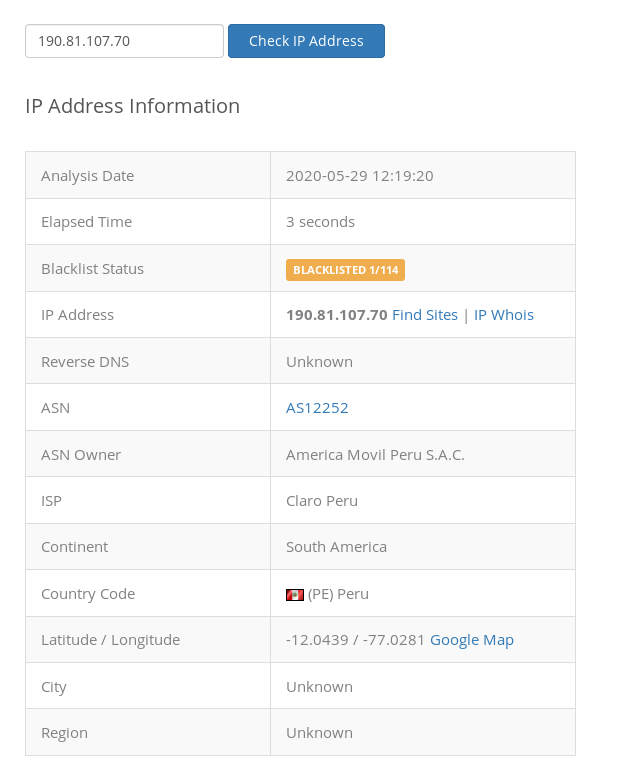 190.81.107.70 Check IP Address
IP Address Information
Analysis Date 2020-05-29 12:19:20
Elapsed Time 3 seconds
Blacklist Status BLACKLISTED 1/114
IP Address 190.81.107.70 Find Sites | IP Whois
Reverse DNS Unknown
ASN AS12252
ASN Owner America Movil Peru S.A.C.
ISP Claro Peru
Continent South America
Country Code (PE) Peru
Latitude / Longitude -12.0439 / -77.0281 Google Map
City Unknown
Region Unknown